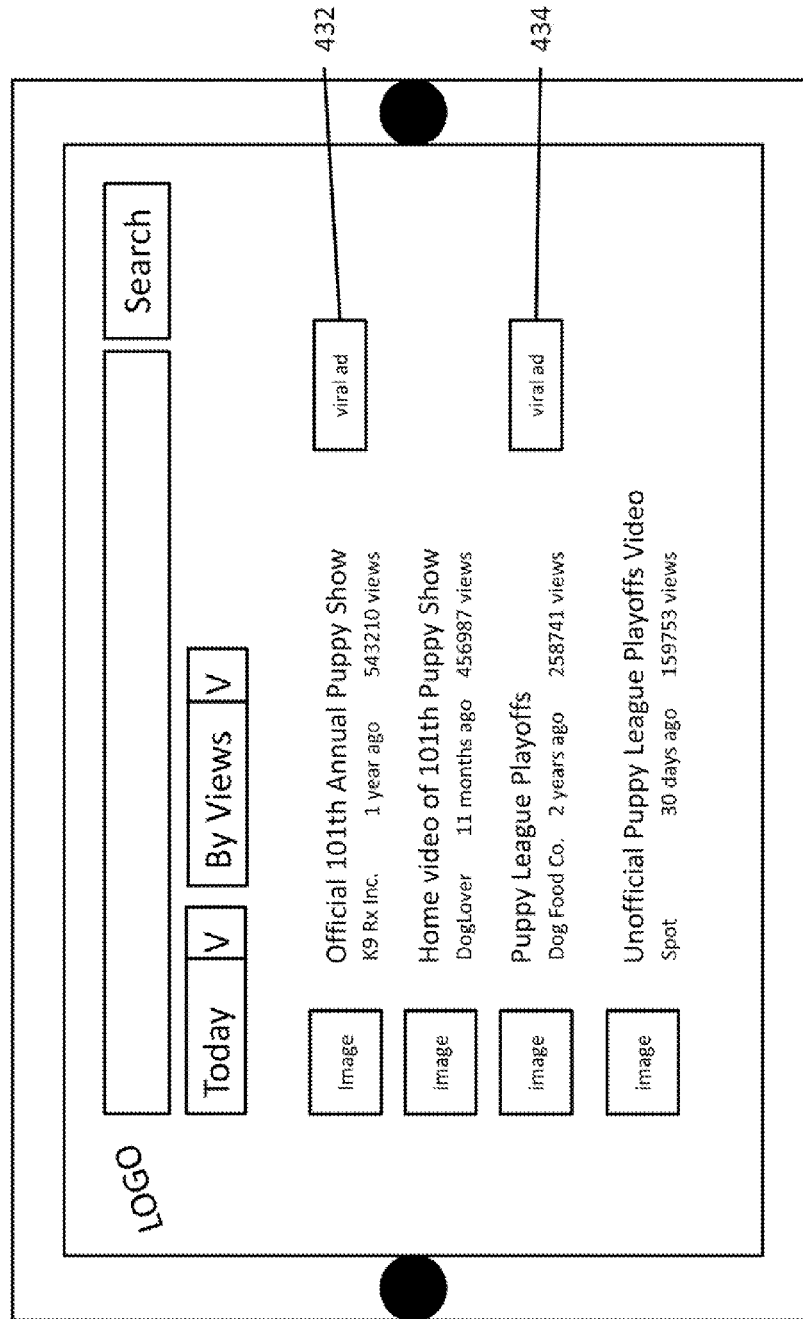 LOGO
Search
Today V By Views V
Image
Official 101th Annual Puppy Show
K9 Rx Inc. 1 year ago 543210 views
viral ad
432
image
Home video of 101th Puppy Show
DogLover 11 months ago 456987 views
image
Puppy League Playoffs
Dog Food Co. 2 years ago 258741 views
viral ad
434
image
Unofficial Puppy League Playoffs Video
Spot 30 days ago 159753 views